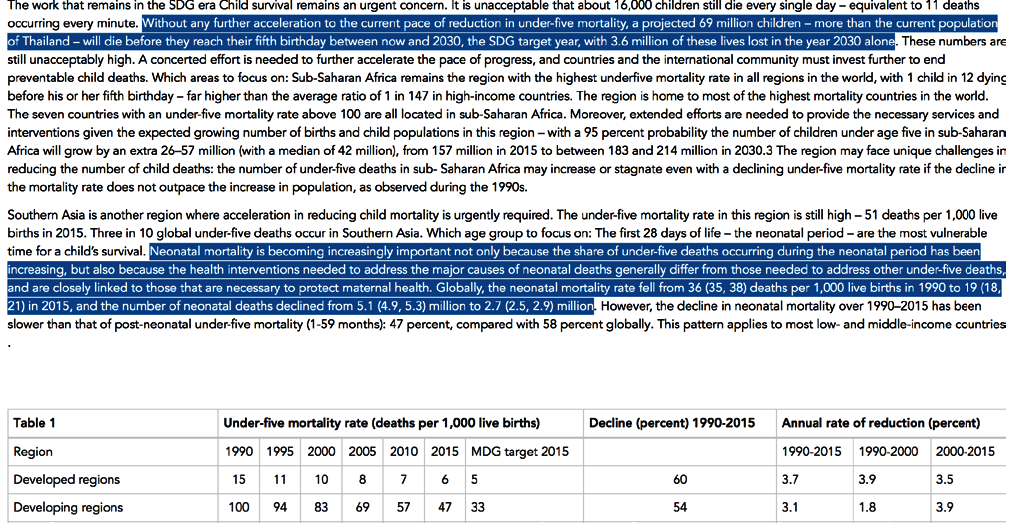 The work that remains in the SDG era Child survival remains an urgent concern. It is unacceptable that about 16,000 children still die every single day – equivalent to 11 deaths
occurring every minute. Without any further acceleration to the current pace of reduction in under-five mortality, a projected 69 million children – more than the current population
of Thailand – will die before they reach their fifth birthday between now and 2030, the SDG target year, with 3.6 million of these lives lost in the year 2030 alone. These numbers are
still unacceptably high. A concerted effort is needed to further accelerate the pace of progress, and countries and the international community must invest further to end
preventable child deaths. Which areas to focus on: Sub-Saharan Africa remains the region with the highest underfive mortality rate in all regions in the world, with 1 child in 12 dying
before his or her fifth birthday – far higher than the average ratio of 1 in 147 in high-income countries. The region is home to most of the highest mortality countries in the world.
The seven countries with an under-five mortality rate above 100 are all located in sub-Saharan Africa. Moreover, extended efforts are needed to provide the necessary services and
interventions given the expected growing number of births and child populations in this region – with a 95 percent probability the number of children under age five in sub-Saharan
Africa will grow by an extra 26–57 million (with a median of 42 million), from 157 million in 2015 to between 183 and 214 million in 2030.3 The region may face unique challenges in
reducing the number of child deaths: the number of under-five deaths in sub- Saharan Africa may increase or stagnate even with a declining under-five mortality rate if the decline in
the mortality rate does not outpace the increase in population, as observed during the 1990s.
Southern Asia is another region where acceleration in reducing child mortality is urgently required. The under-five mortality rate in this region is still high – 51 deaths per 1,000 live
births in 2015. Three in 10 global under-five deaths occur in Southern Asia. Which age group to focus on: The first 28 days of life – the neonatal period – are the most vulnerable
time for a child's survival. Neonatal mortality is becoming increasingly important not only because the share of under-five deaths occurring during the neonatal period has been
increasing, but also because the health interventions needed to address the major causes of neonatal deaths generally differ from those needed to address other under-five deaths,
and are closely linked to those that are necessary to protect maternal health. Globally, the neonatal mortality rate fell from 36 (35, 38) deaths per 1,000 live births in 1990 to 19 (18,
21) in 2015, and the number of neonatal deaths declined from 5.1 (4.9, 5.3) million to 2.7 (2.5, 2.9) million. However, the decline in neonatal mortality over 1990–2015 has been
slower than that of post-neonatal under-five mortality (1-59 months): 47 percent, compared with 58 percent globally. This pattern applies to most low- and middle-income countries
.
Table 1 Under-five mortality rate (deaths per 1,000 live births) Decline (percent) 1990-2015 Annual rate of reduction (percent)
Region 1990 1995 2000 2005 2010 2015 MDG target 2015 1990-2015 1990-2000 2000-2015
Developed regions 15 11 10 8 7 6 5 60 3.7 3.9 3.5
Developing regions 100 94 83 69 57 47 33 54 3.1 1.8 3.9